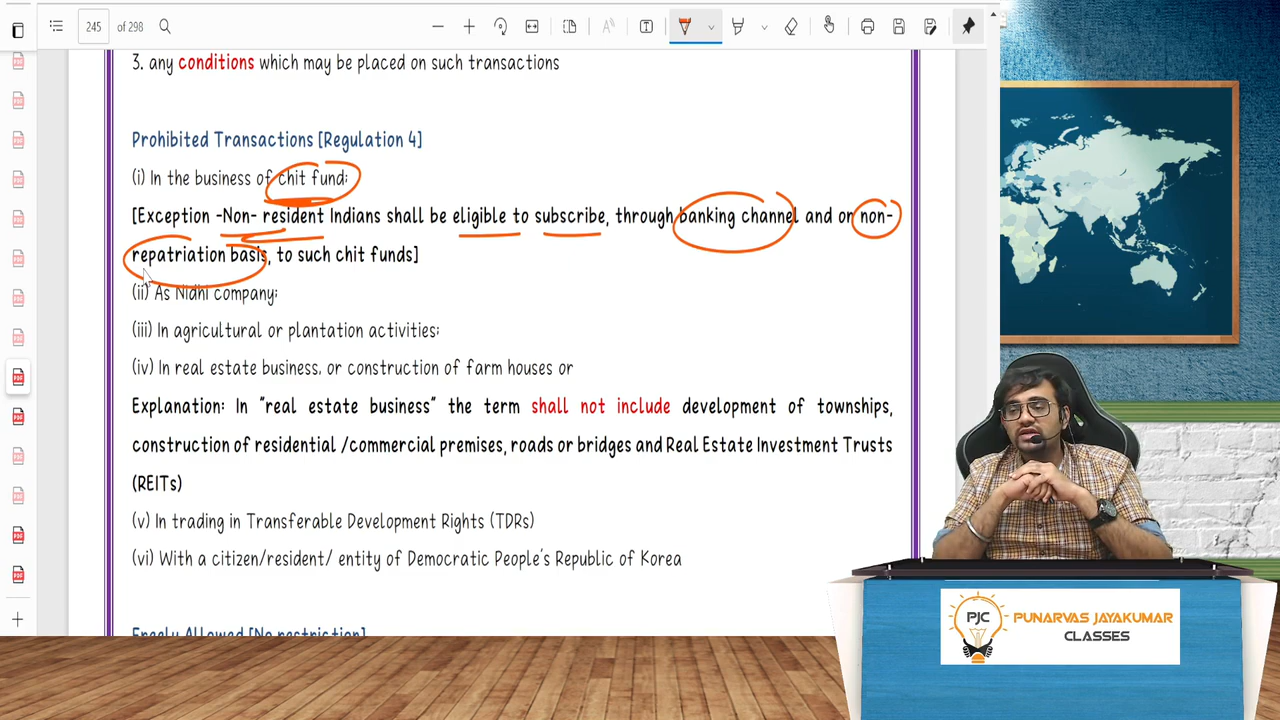 245 of 298
3. any conditions which may be placed on such transactions
Prohibited Transactions [Regulation 4]
(i) In the business of chit fund;
[Exception -Non- resident Indians shall be eligible to subscribe, through banking channel and on non-
repatriation basis, to such chit funds]
(ii) As Nidhi company;
(iii) In agricultural or plantation activities;
(iv) In real estate business, or construction of farm houses or
Explanation: In "real estate business" the term shall not include development of townships,
construction of residential /commercial premises, roads or bridges and Real Estate Investment Trusts
(REITs)
(v) In trading in Transferable Development Rights (TDRs)
(vi) With a citizen/resident/ entity of Democratic People's Republic of Korea
Freely Allowed [No restriction]
PJC
PUNARVAS JAYAKUMAR
CLASSES